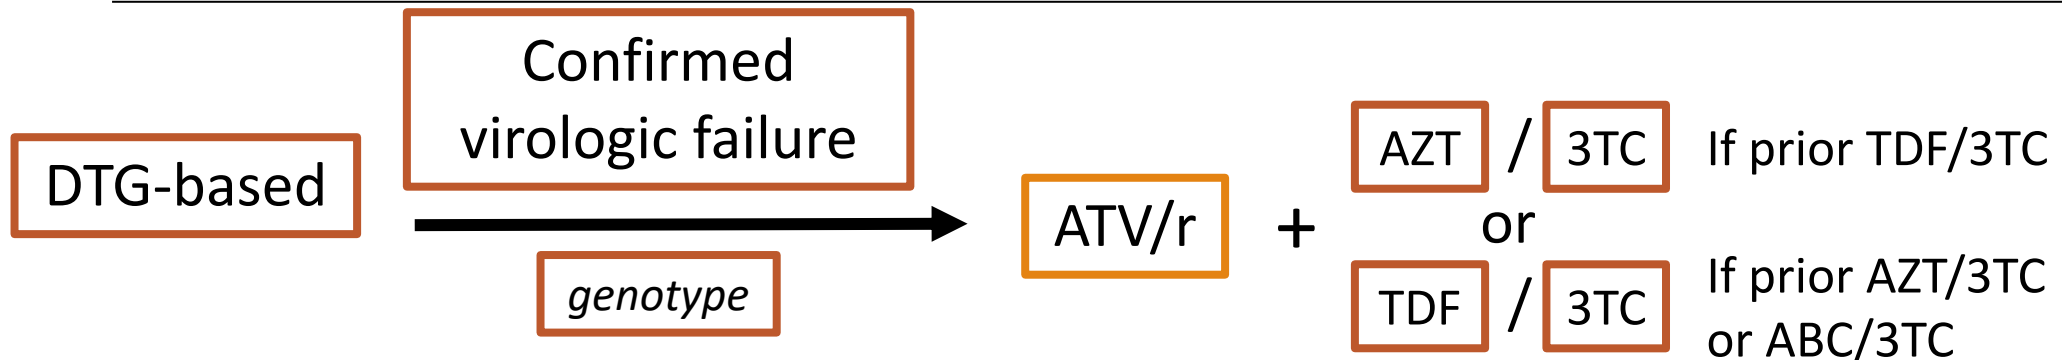 DTG-based
Confirmed
virologic failure
genotype
ATV/r
+
AZT / 3TC If prior TDF/3TC
or
TDF / 3TC If prior AZT/3TC
or ABC/3TC